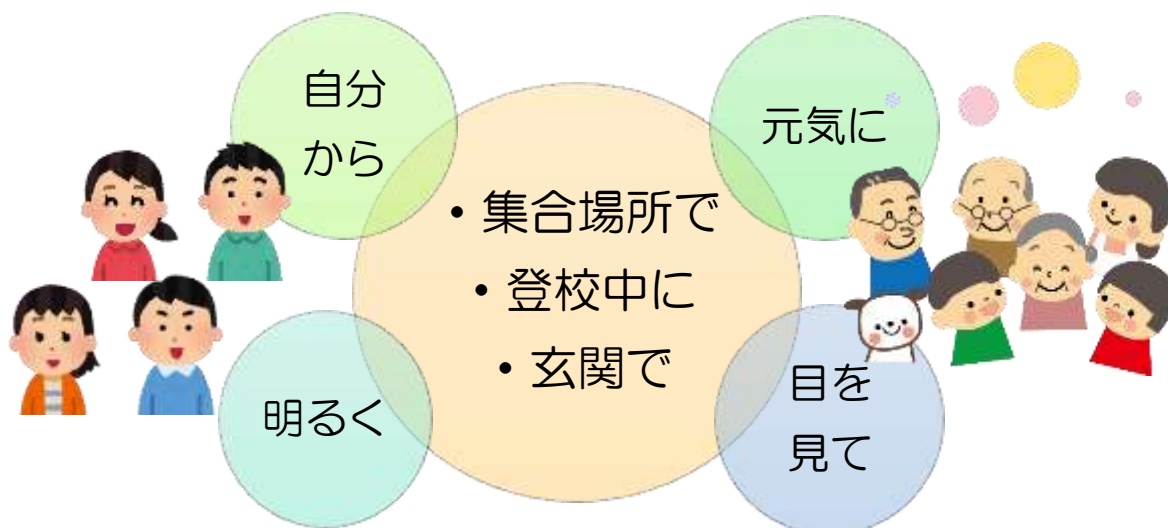 自分
から
元気に
・集合場所で
・登校中に
・玄関で
明るく
目を
見て